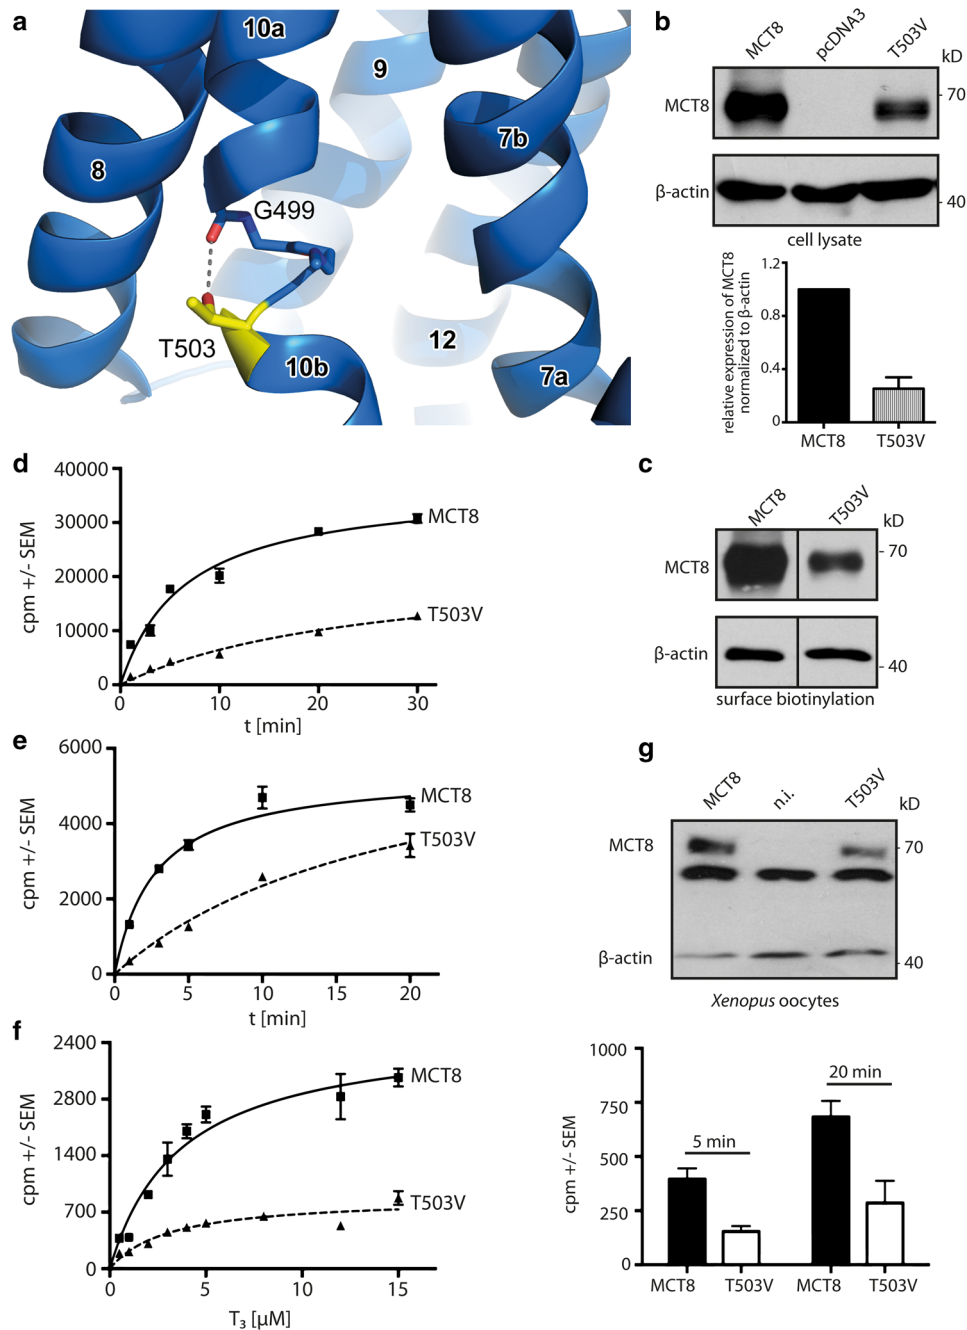 a
10a
9
8
7b
G499
T503
10b
12
7a
b
MCT8
pcDNA3
T503V
kD
MCT8
- 70
β-actin
- 40
cell lysate
relative expression of MCT8
normalized to β-actin
1.2
0.8
0.4
0
MCT8
T503V
c
MCT8
T503V
kD
MCT8
- 70
β-actin
- 40
surface biotinylation
d
cpm +/- SEM
40000
30000
20000
10000
0
MCT8
T503V
0
10
20
30
t [min]
e
cpm +/- SEM
6000
4000
2000
0
MCT8
T503V
0
5
10
15
20
t [min]
f
cpm +/- SEM
2400
2800
1400
700
0
MCT8
T503V
0
5
10
15
T3 [µM]
g
MCT8
n.i.
T503V
kD
MCT8
- 70
β-actin
- 40
Xenopus oocytes
cpm +/- SEM
1000
750
500
250
0
5 min
20 min
MCT8
T503V
MCT8
T503V